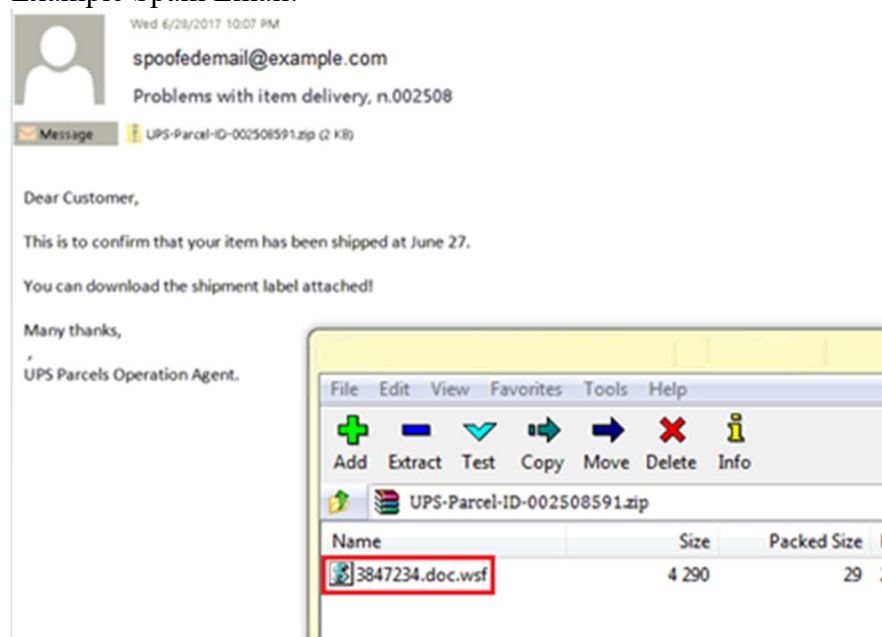 Wed 6/28/2017 10:07 PM
spoofedemail@example.com
Problems with item delivery, n.002508
Message UPS-Parcel-ID-002508591.zip (2 KB)
Dear Customer,
This is to confirm that your item has been shipped at June 27.
You can download the shipment label attached!
Many thanks,
,
UPS Parcels Operation Agent.
File Edit View Favorites Tools Help
Add Extract Test Copy Move Delete Info
UPS-Parcel-ID-002508591.zip
Name Size Packed Size
3847234.doc.wsf 4 290 29